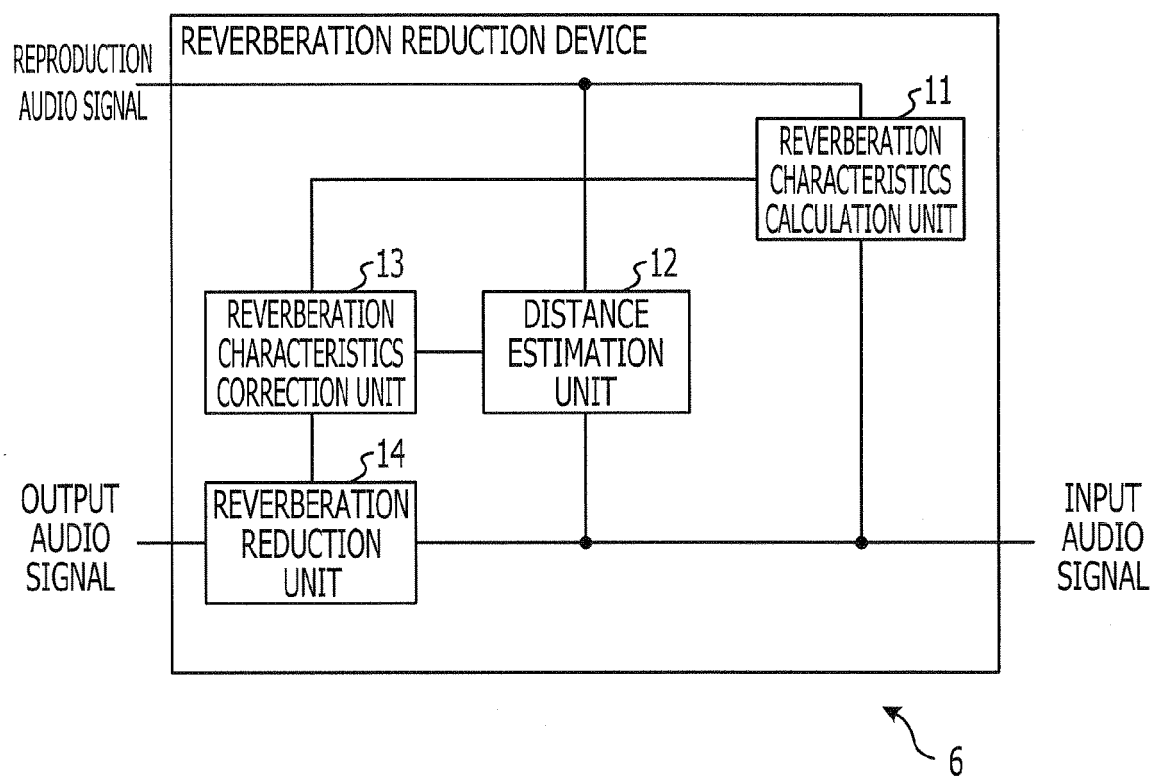 REVERBERATION REDUCTION DEVICE
REPRODUCTION
AUDIO SIGNAL
11
REVERBERATION
CHARACTERISTICS
CALCULATION UNIT
13
REVERBERATION
CHARACTERISTICS
CORRECTION UNIT
12
DISTANCE
ESTIMATION
UNIT
14
REVERBERATION
REDUCTION
UNIT
OUTPUT
AUDIO
SIGNAL
INPUT
AUDIO
SIGNAL
6